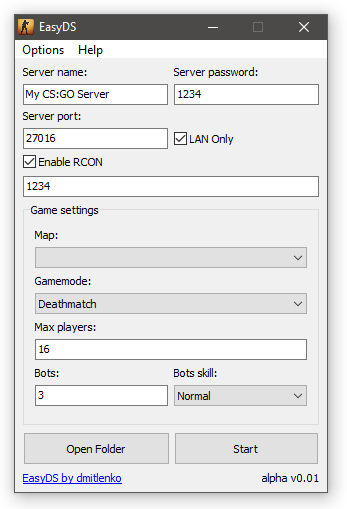 EasyDS
Options Help
Server name: Server password:
My CS:GO Server 1234
Server port:
27016 LAN Only
Enable RCON
1234
Game settings
Map:
Gamemode:
Deathmatch
Max players:
16
Bots: Bots skill:
3 Normal
Open Folder Start
EasyDS by dmitlenko alpha v0.01